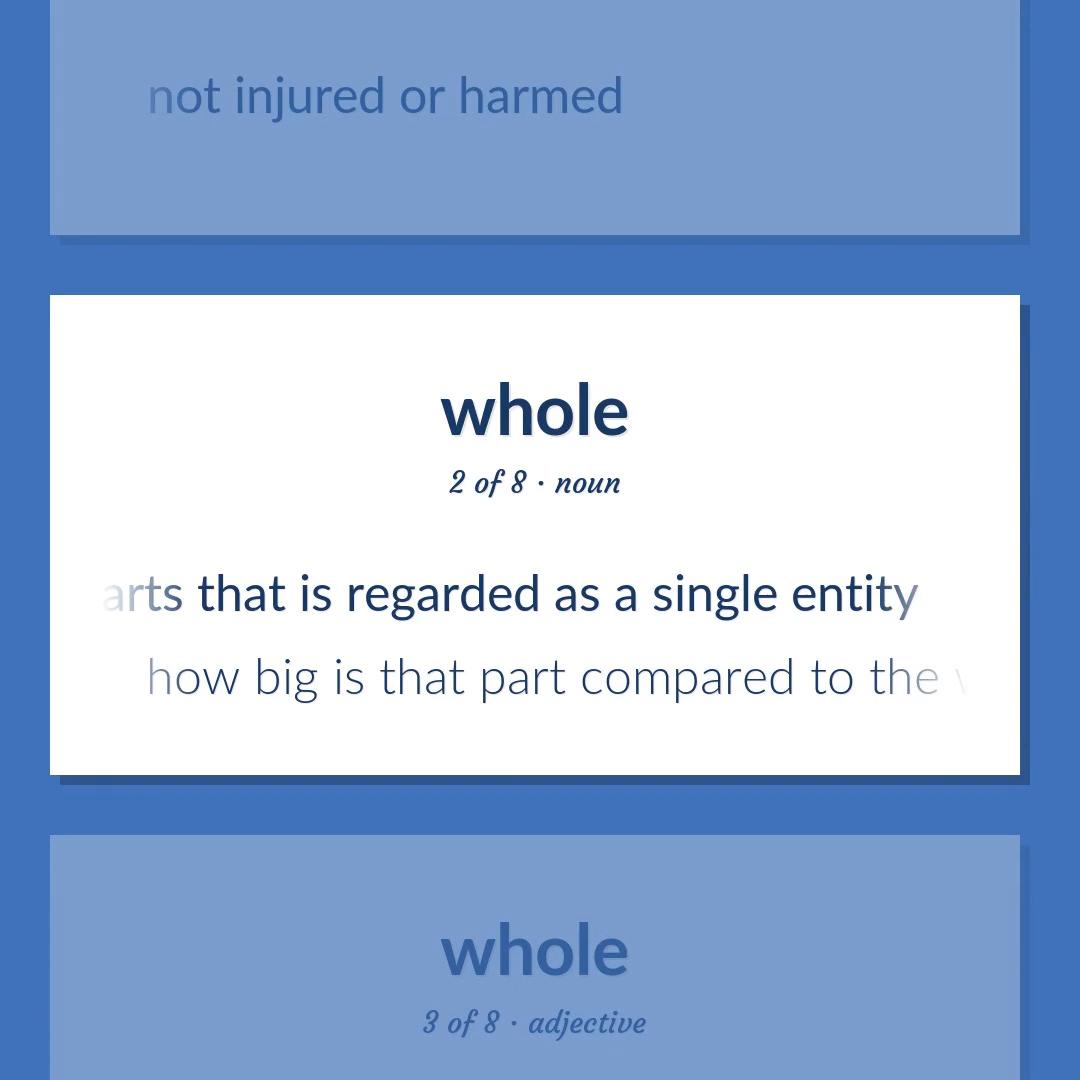 not injured or harmed
whole
2 of 8 · noun
arts that is regarded as a single entity
how big is that part compared to the
whole
3 of 8 · adjective